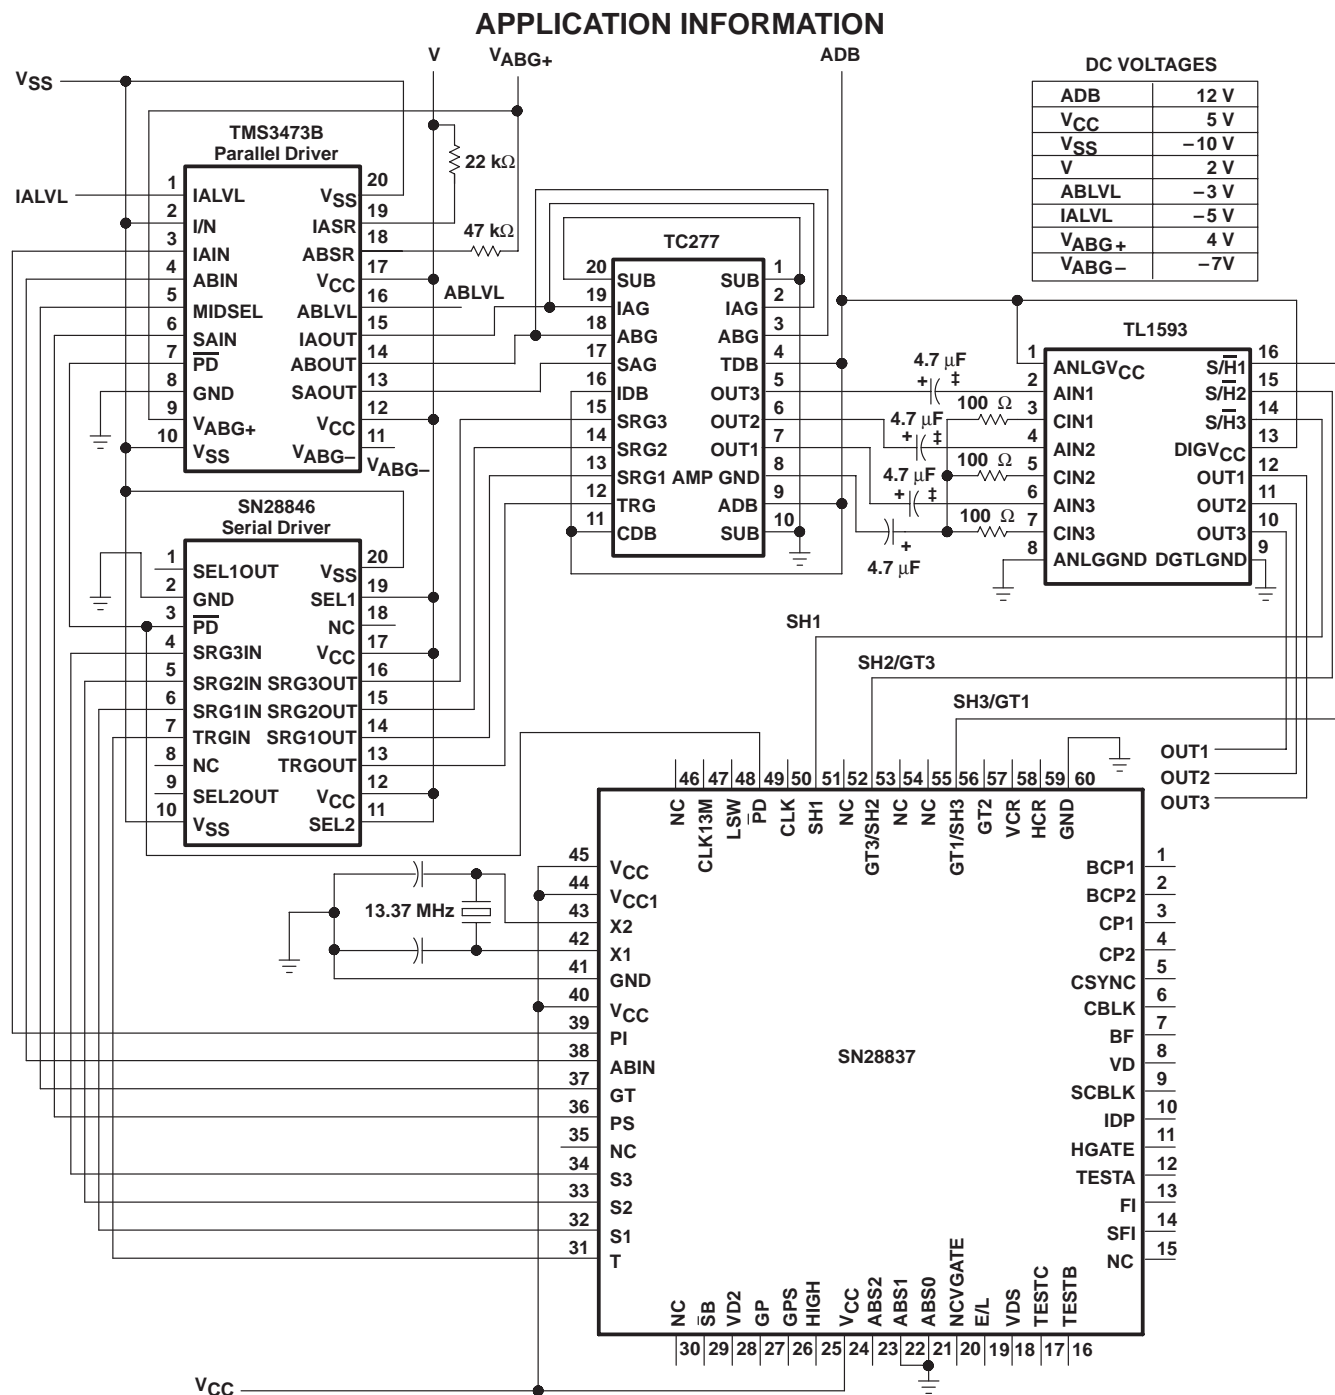 APPLICATION INFORMATION
VSS
V
VABG+
ADB
DC VOLTAGES
ADB 12 V
VCC 5 V
VSS –10 V
V 2 V
ABLVL –3 V
IALVL –5 V
VABG+ 4 V
VABG– –7V
TMS3473B
Parallel Driver
22 kΩ
47 kΩ
IALVL
ABLVL
1 IALVL VSS 20
2 I/N IASR 19
3 IAIN ABSR 18
4 ABIN VCC 17
5 MIDSEL ABLVL 16
6 SAIN IAOUT 15
7 PD ABOUT 14
8 GND SAOUT 13
9 VABG+ VCC 12
10 VSS VABG– 11
VABG–
TC277
20 SUB SUB 1
19 IAG IAG 2
18 ABG ABG 3
17 SAG TDB 4
16 IDB OUT3 5
15 SRG3 OUT2 6
14 SRG2 OUT1 7
13 SRG1 AMP GND 8
12 TRG ADB 9
11 CDB SUB 10
4.7 μF
+ ‡
100 Ω
4.7 μF
+ ‡
100 Ω
4.7 μF
+ ‡
100 Ω
+
4.7 μF
TL1593
1 ANLGVCC S/H1 16
2 AIN1 S/H2 15
3 CIN1 S/H3 14
4 AIN2 DIGVCC 13
5 CIN2 OUT1 12
6 AIN3 OUT2 11
7 CIN3 OUT3 10
8 ANLGGND DGTLGND 9
SN28846
Serial Driver
1 SEL1OUT VSS 20
2 GND SEL1 19
3 PD NC 18
4 SRG3IN VCC 17
5 SRG2IN SRG3OUT 16
6 SRG1IN SRG2OUT 15
7 TRGIN SRG1OUT 14
8 NC TRGOUT 13
9 SEL2OUT VCC 12
10 VSS SEL2 11
SH1
SH2/GT3
SH3/GT1
OUT1
OUT2
OUT3
46 47 48 49 50 51 52 53 54 55 56 57 58 59 60
NC CLK13M LSW PD CLK SH1 NC GT3/SH2 NC NC GT1/SH3 GT2 VCR HCR GND
13.37 MHz
45 VCC
44 VCC1
43 X2
42 X1
41 GND
40 VCC
39 PI
38 ABIN
37 GT
36 PS
35 NC
34 S3
33 S2
32 S1
31 T
SN28837
BCP1 1
BCP2 2
CP1 3
CP2 4
CSYNC 5
CBLK 6
BF 7
VD 8
SCBLK 9
IDP 10
HGATE 11
TESTA 12
FI 13
SFI 14
NC 15
NC SB VD2 GP GPS HIGH VCC ABS2 ABS1 ABS0 NCVGATE E/L VDS TESTC TESTB
30 29 28 27 26 25 24 23 22 21 20 19 18 17 16
VCC